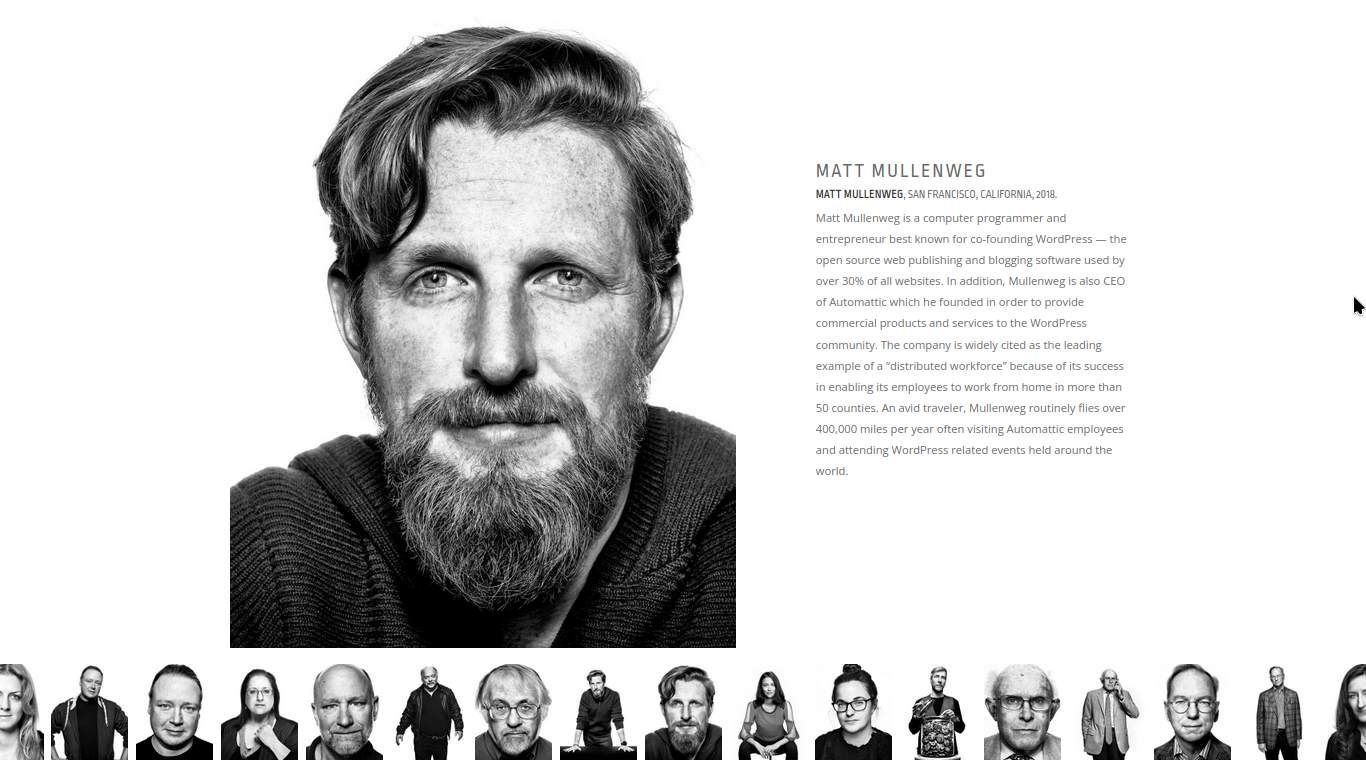 MATT MULLENWEG
MATT MULLENWEG, SAN FRANCISCO, CALIFORNIA, 2018.
Matt Mullenweg is a computer programmer and
entrepreneur best known for co-founding WordPress — the
open source web publishing and blogging software used by
over 30% of all websites. In addition, Mullenweg is also CEO
of Automattic which he founded in order to provide
commercial products and services to the WordPress
community. The company is widely cited as the leading
example of a “distributed workforce” because of its success
in enabling its employees to work from home in more than
50 counties. An avid traveler, Mullenweg routinely flies over
400,000 miles per year often visiting Automattic employees
and attending WordPress related events held around the
world.